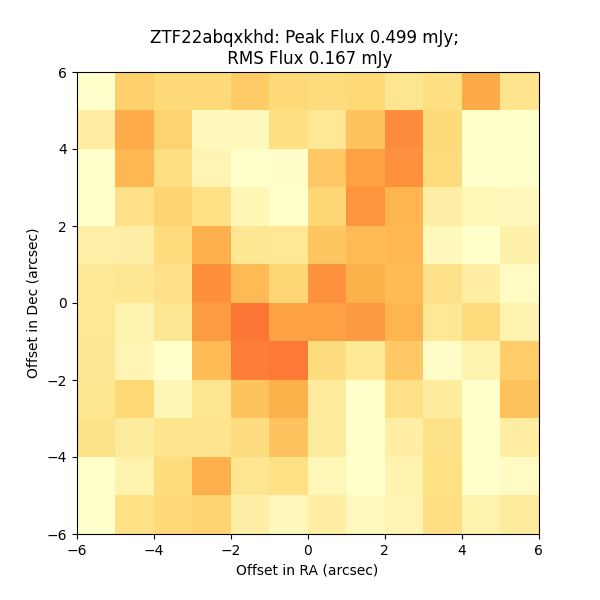 ZTF22abqxkhd: Peak Flux 0.499 mJy;
RMS Flux 0.167 mJy
6
4
2
0
−2
−4
−6
Offset in Dec (arcsec)
−6 −4 −2 0 2 4 6
Offset in RA (arcsec)